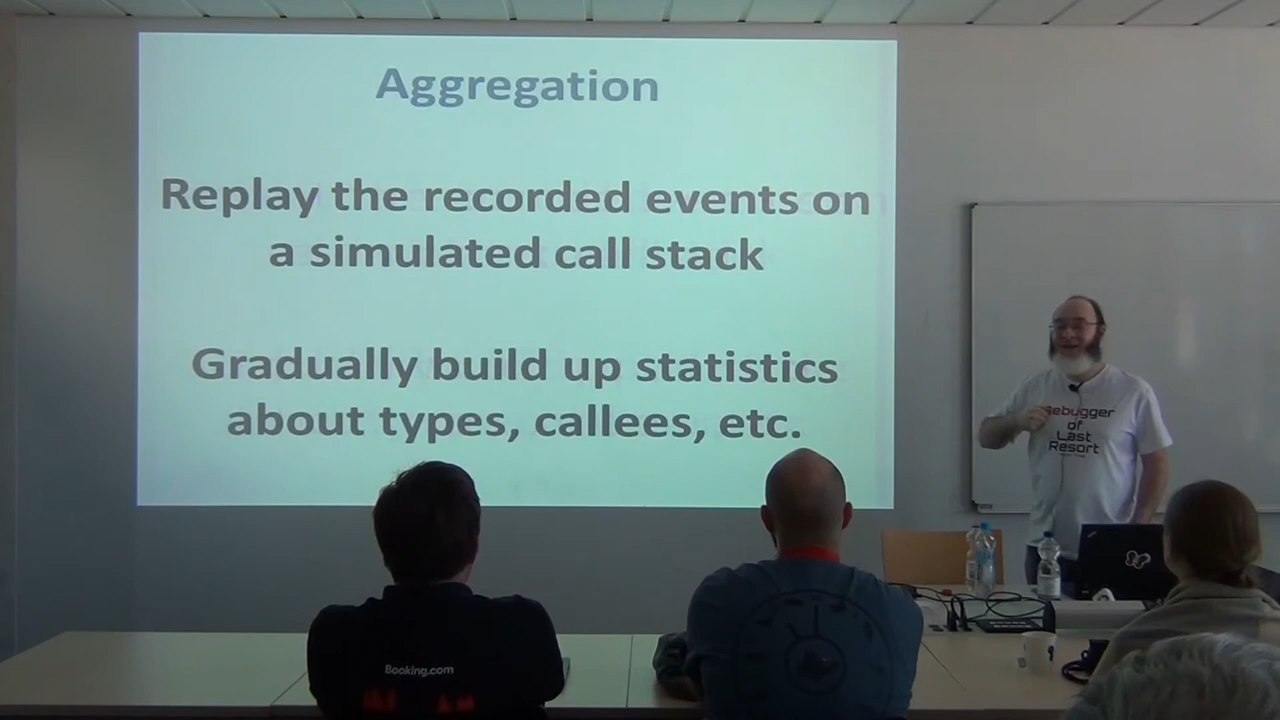 Aggregation
Replay the recorded events on
a simulated call stack
Gradually build up statistics
about types, callees, etc.
Debugger
of
Last
Resort
Booking.com